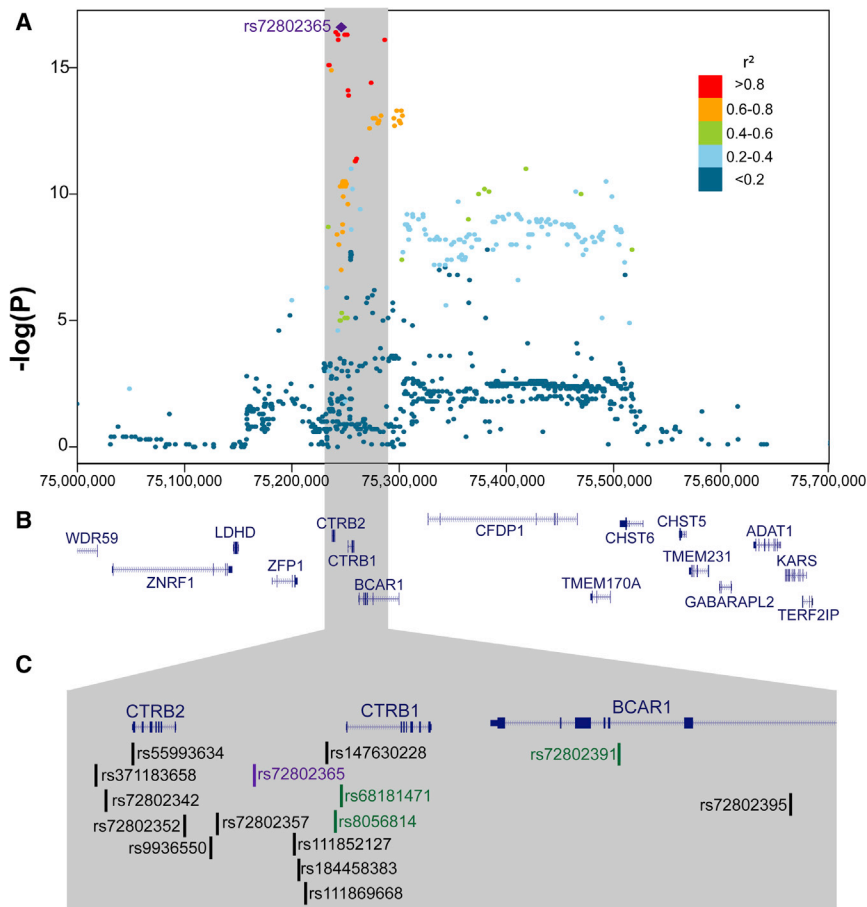 A
rs72802365
r²
>0.8
0.6-0.8
0.4-0.6
0.2-0.4
<0.2
-log(P)
15
10
5
0
75,000,000 75,100,000 75,200,000 75,300,000 75,400,000 75,500,000 75,600,000 75,700,000
B
WDR59
ZNRF1
LDHD
ZFP1
CTRB2
CTRB1
BCAR1
CFDP1
TMEM170A
CHST6
CHST5
TMEM231
GABARAPL2
ADAT1
KARS
TERF2IP
C
CTRB2 CTRB1 BCAR1
rs55993634 rs147630228 rs72802391
rs371183658 rs72802365
rs72802342 rs68181471 rs72802395
rs72802352 rs72802357 rs8056814
rs9936550 rs111852127
rs184458383
rs111869668